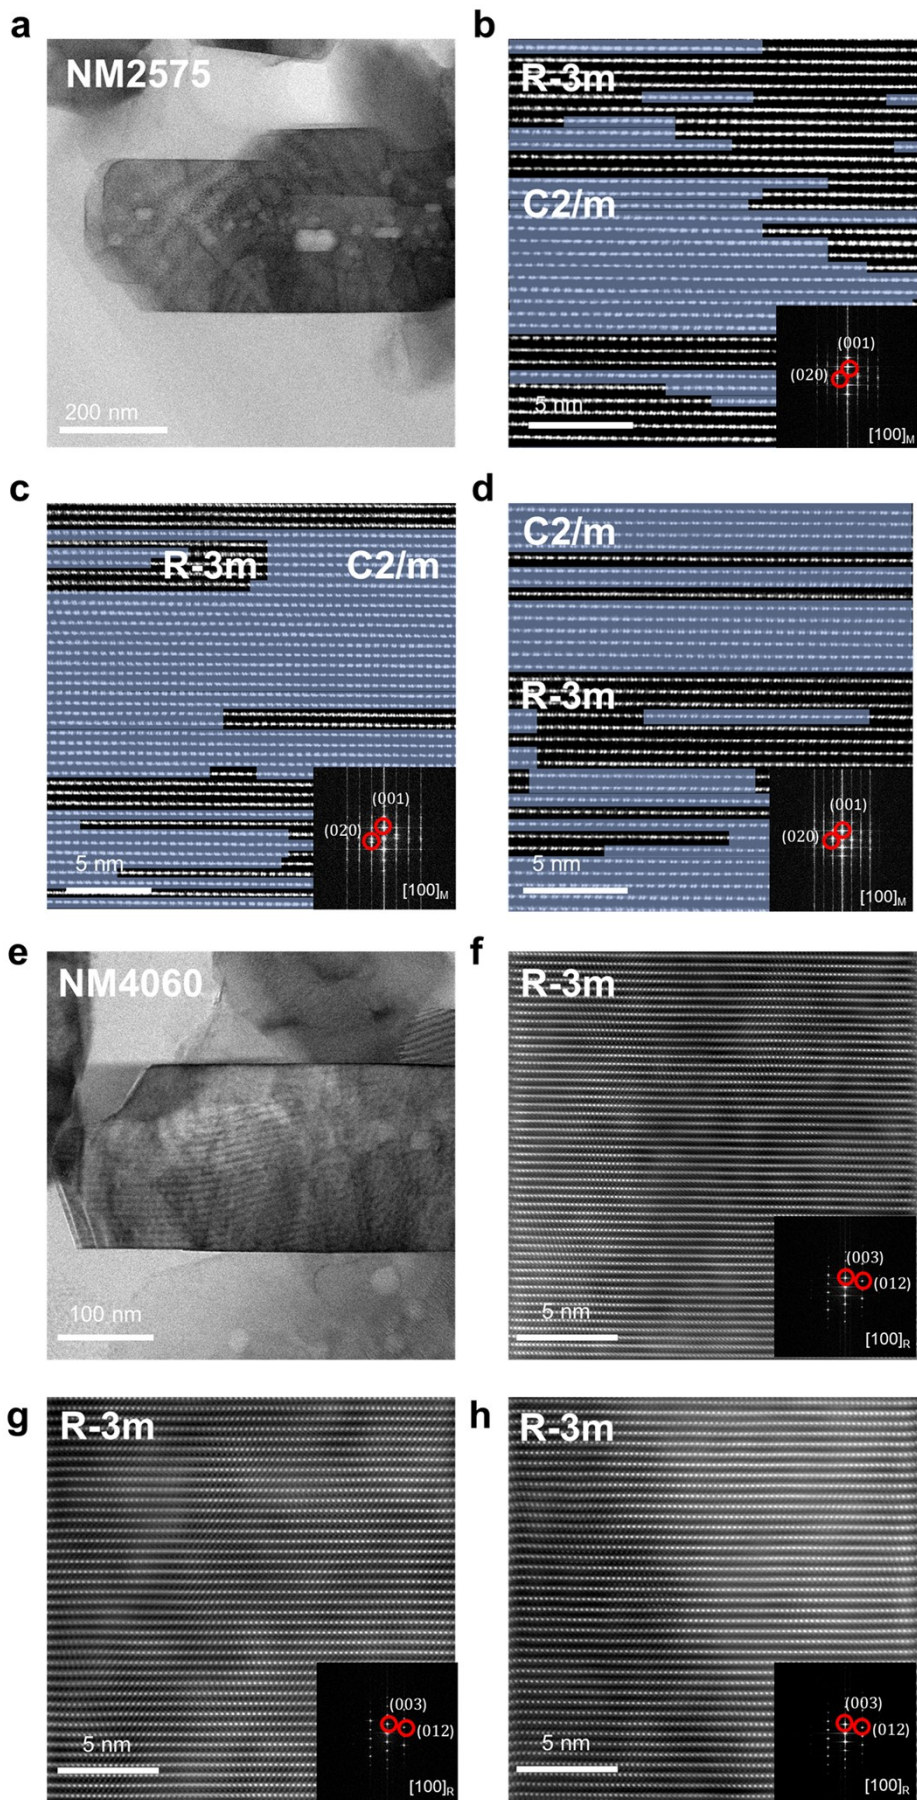 a
NM2575
200 nm
b
R-3m
C2/m
(001)
(020)
5 nm
[100]M
c
R-3m
C2/m
(001)
(020)
5 nm
[100]M
d
C2/m
R-3m
(001)
(020)
5 nm
[100]M
e
NM4060
100 nm
f
R-3m
(003)
(012)
5 nm
[100]R
g
R-3m
(003)
(012)
5 nm
[100]R
h
R-3m
(003)
(012)
5 nm
[100]R